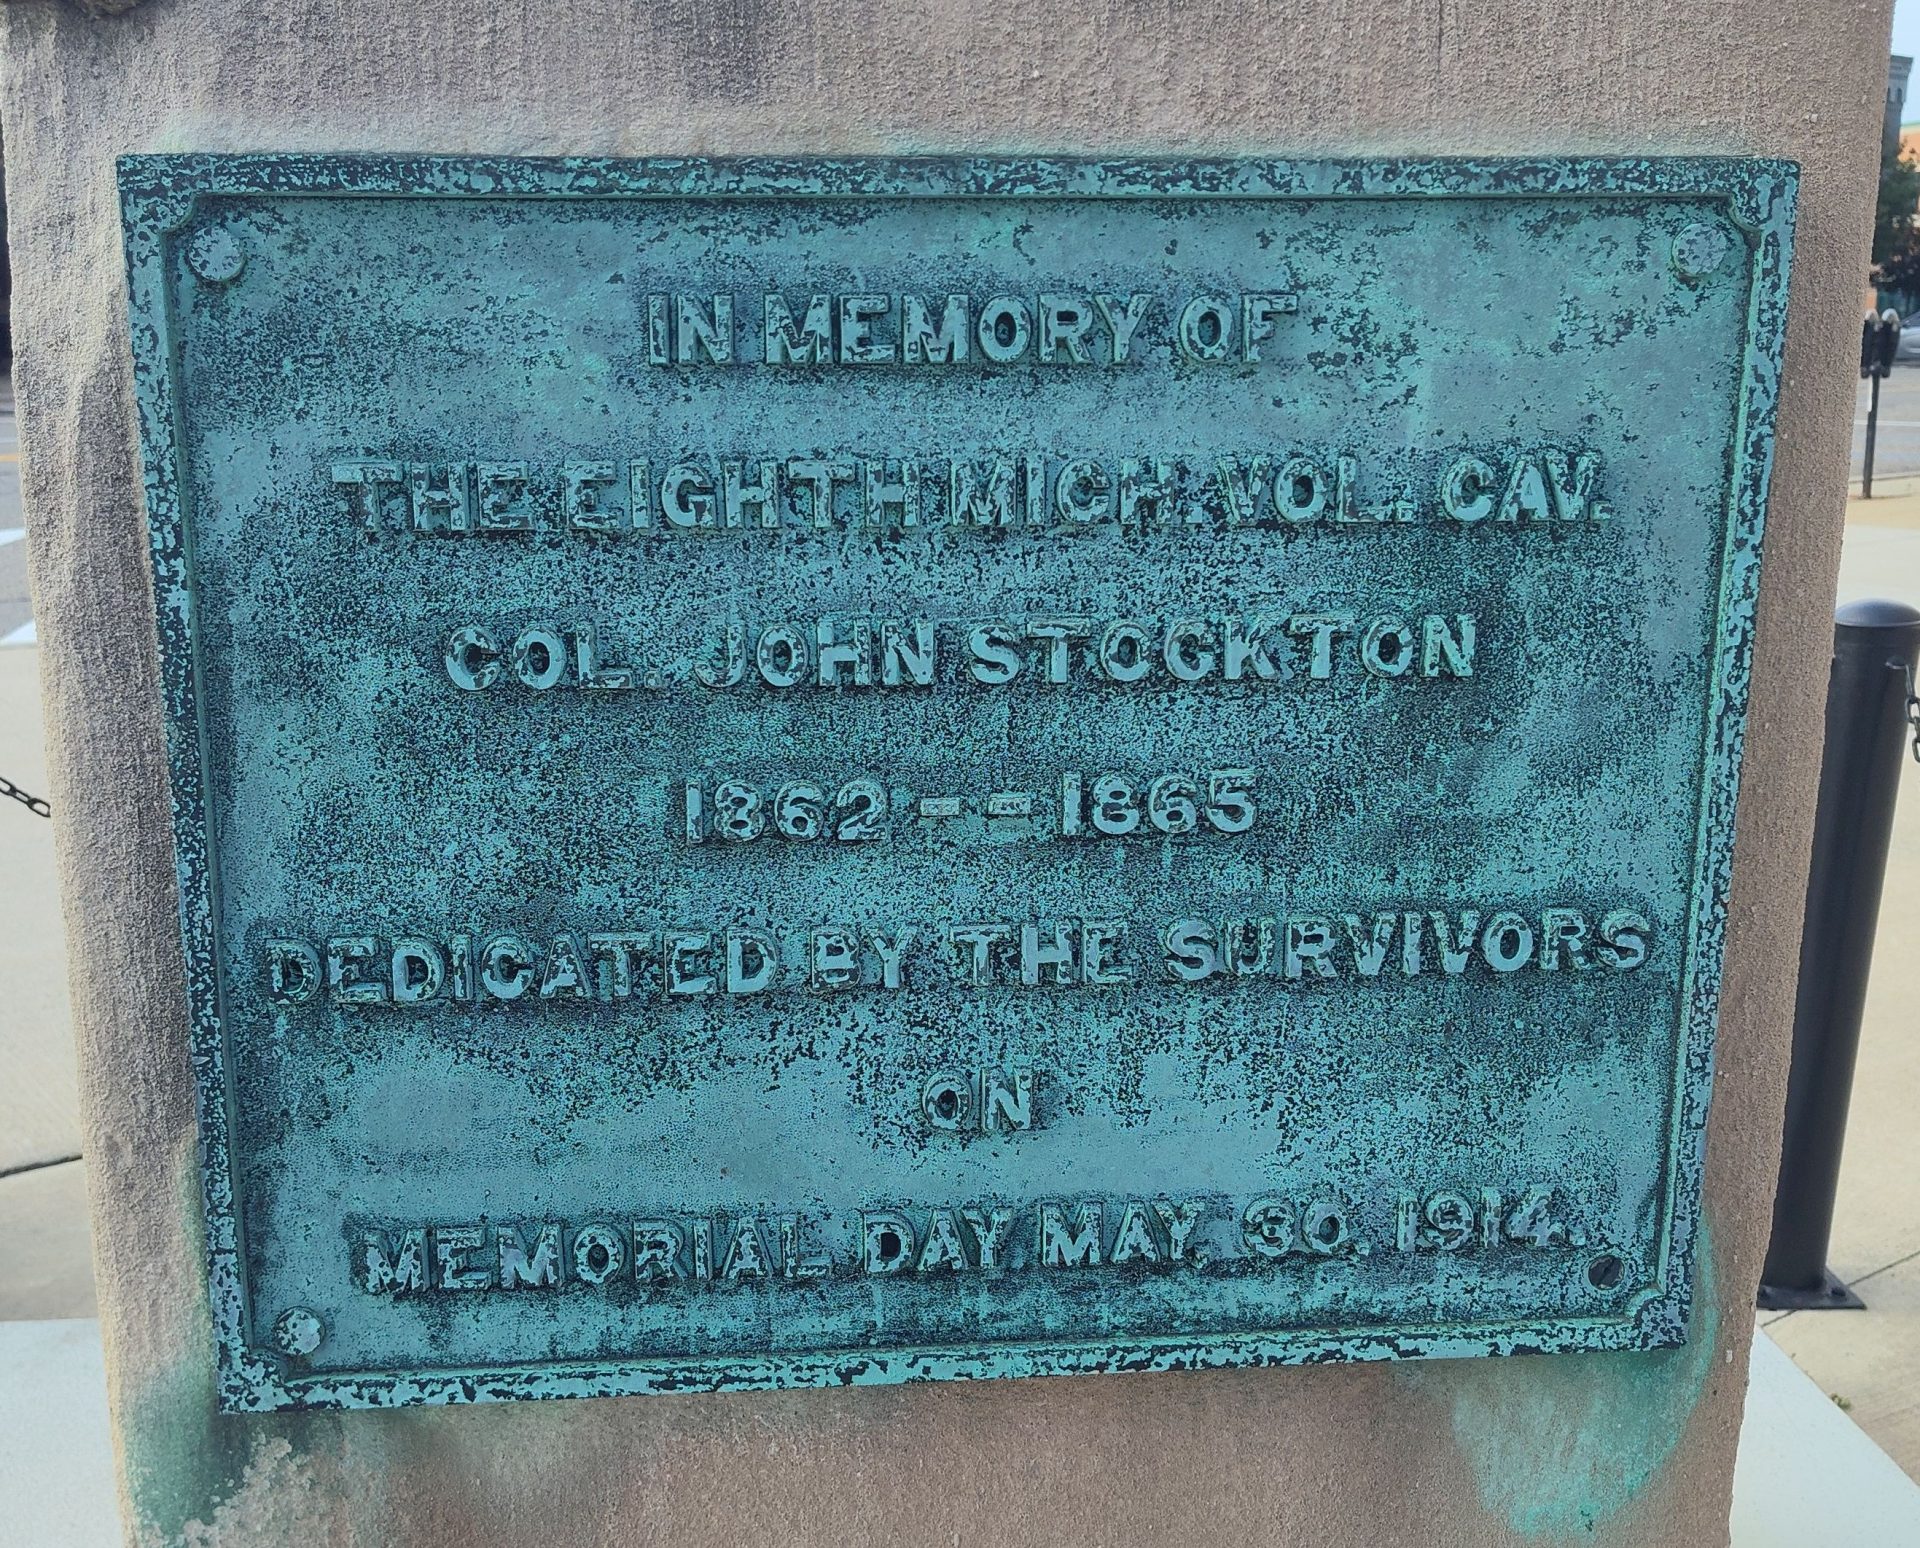 IN MEMORY OF
THE EIGHTH MICH. VOL. CAV.
COL. JOHN STOCKTON
1862 -- 1865
DEDICATED BY THE SURVIVORS
ON
MEMORIAL DAY MAY, 30, 1914.